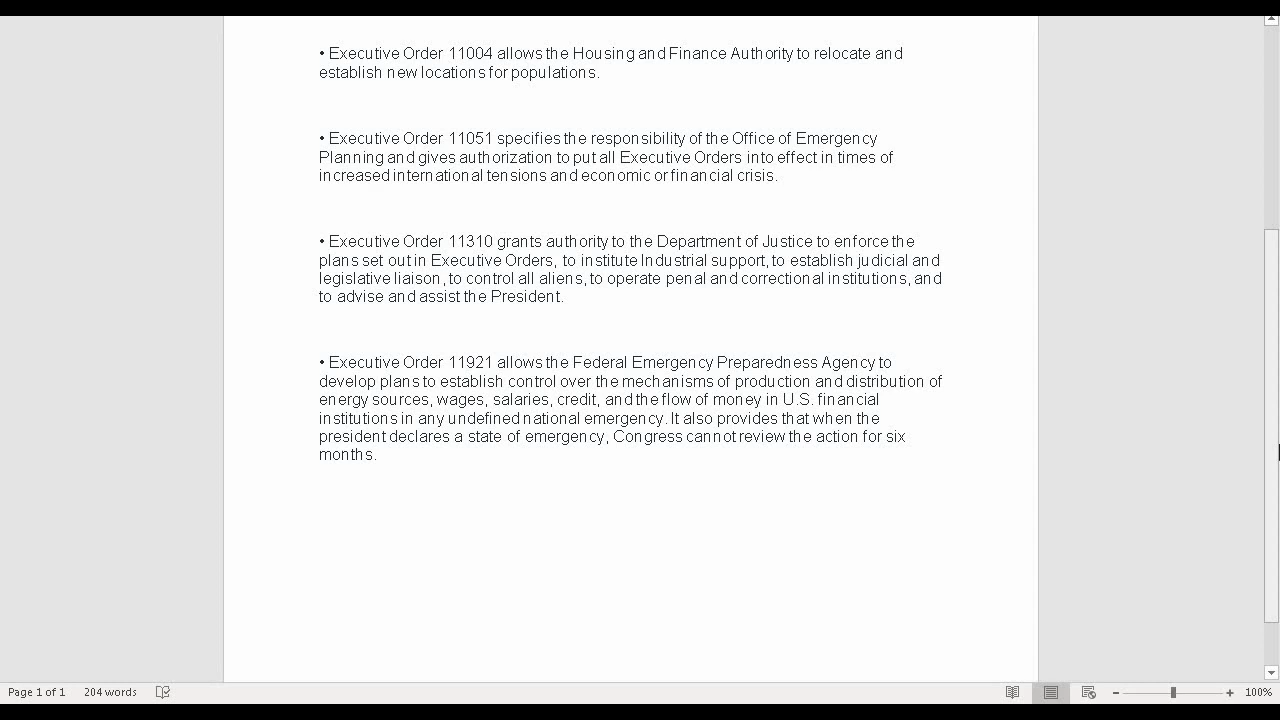 • Executive Order 11004 allows the Housing and Finance Authority to relocate and
establish new locations for populations.
• Executive Order 11051 specifies the responsibility of the Office of Emergency
Planning and gives authorization to put all Executive Orders into effect in times of
increased international tensions and economic or financial crisis.
• Executive Order 11310 grants authority to the Department of Justice to enforce the
plans set out in Executive Orders, to institute Industrial support, to establish judicial and
legislative liaison, to control all aliens, to operate penal and correctional institutions, and
to advise and assist the President.
• Executive Order 11921 allows the Federal Emergency Preparedness Agency to
develop plans to establish control over the mechanisms of production and distribution of
energy sources, wages, salaries, credit, and the flow of money in U.S. financial
institutions in any undefined national emergency. It also provides that when the
president declares a state of emergency, Congress cannot review the action for six
months.
Page 1 of 1 204 words 100%